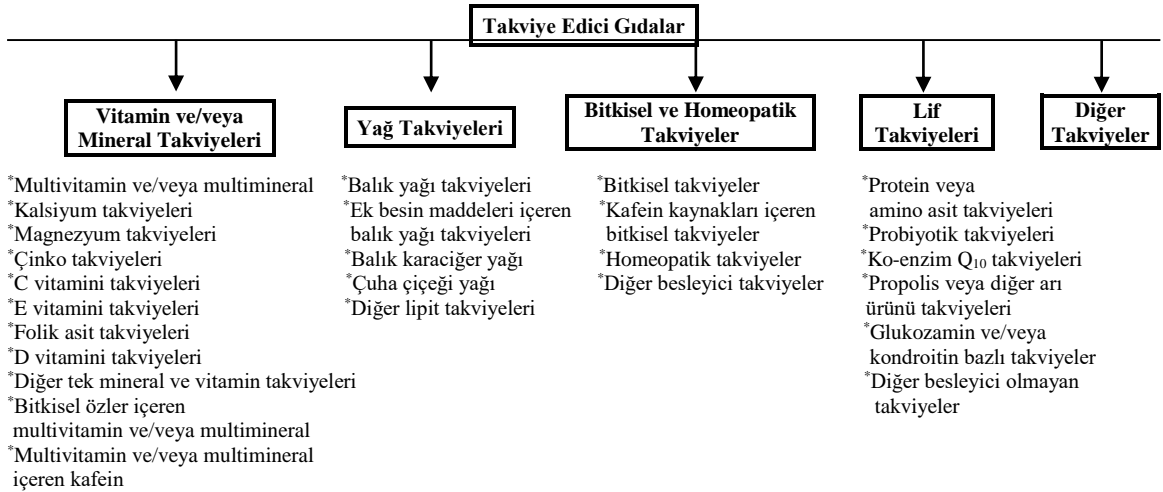 Takviye Edici Gıdalar
Vitamin ve/veya
Mineral Takviyeleri
*Multivitamin ve/veya multimineral
*Kalsiyum takviyeleri
*Magnezyum takviyeleri
*Çinko takviyeleri
*C vitamini takviyeleri
*E vitamini takviyeleri
*Folik asit takviyeleri
*D vitamini takviyeleri
*Diğer tek mineral ve vitamin takviyeleri
*Bitkisel özler içeren
multivitamin ve/veya multimineral
*Multivitamin ve/veya multimineral
içeren kafein
Yağ Takviyeleri
*Balık yağı takviyeleri
*Ek besin maddeleri içeren
balık yağı takviyeleri
*Balık karaciğer yağı
*Çuha çiçeği yağı
*Diğer lipit takviyeleri
Bitkisel ve Homeopatik
Takviyeler
*Bitkisel takviyeler
*Kafein kaynakları içeren
bitkisel takviyeler
*Homeopatik takviyeler
*Diğer besleyici takviyeler
Lif
Takviyeleri
*Protein veya
amino asit takviyeleri
*Probiyotik takviyeleri
*Ko-enzim Q₁₀ takviyeleri
*Propolis veya diğer arı
ürünü takviyeleri
*Glukozamin ve/veya
kondroitin bazlı takviyeler
*Diğer besleyici olmayan
takviyeler
Diğer
Takviyeler